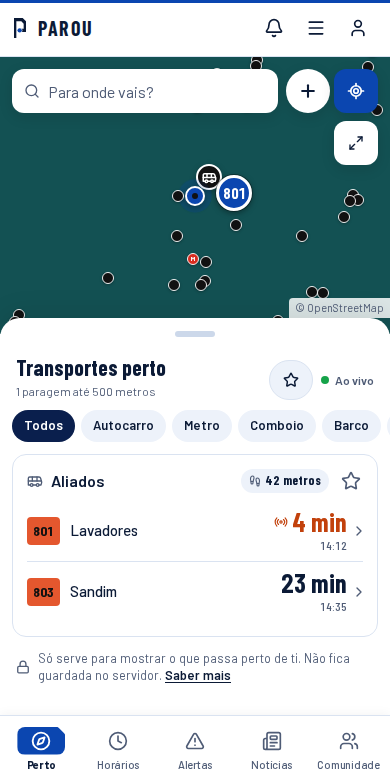 PAROU
Para onde vais?
801
M
© OpenStreetMap
Transportes perto
1 paragem até 500 metros
Ao vivo
Todos
Autocarro
Metro
Comboio
Barco
Aliados
42 metros
801
Lavadores
4 min
14:12
803
Sandim
23 min
14:35
Só serve para mostrar o que passa perto de ti. Não fica
guardada no servidor. Saber mais
Perto
Horários
Alertas
Notícias
Comunidade